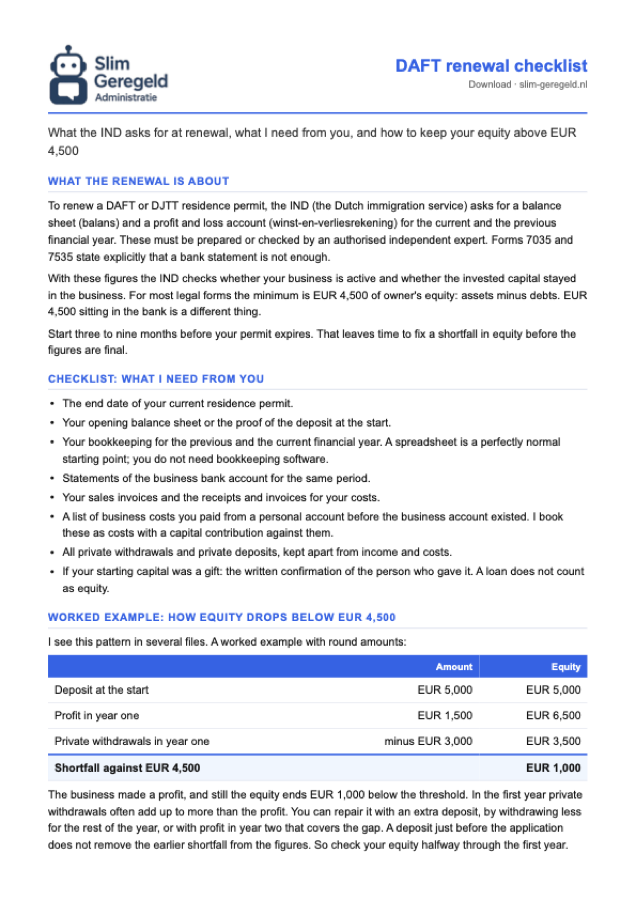 Slim
Geregeld
Administratie
DAFT renewal checklist
Download · slim-geregeld.nl
What the IND asks for at renewal, what I need from you, and how to keep your equity above EUR
4,500
WHAT THE RENEWAL IS ABOUT
To renew a DAFT or DJTT residence permit, the IND (the Dutch immigration service) asks for a balance
sheet (balans) and a profit and loss account (winst-en-verliesrekening) for the current and the previous
financial year. These must be prepared or checked by an authorised independent expert. Forms 7035 and
7535 state explicitly that a bank statement is not enough.
With these figures the IND checks whether your business is active and whether the invested capital stayed
in the business. For most legal forms the minimum is EUR 4,500 of owner's equity: assets minus debts. EUR
4,500 sitting in the bank is a different thing.
Start three to nine months before your permit expires. That leaves time to fix a shortfall in equity before the
figures are final.
CHECKLIST: WHAT I NEED FROM YOU
• The end date of your current residence permit.
• Your opening balance sheet or the proof of the deposit at the start.
• Your bookkeeping for the previous and the current financial year. A spreadsheet is a perfectly normal
starting point; you do not need bookkeeping software.
• Statements of the business bank account for the same period.
• Your sales invoices and the receipts and invoices for your costs.
• A list of business costs you paid from a personal account before the business account existed. I book
these as costs with a capital contribution against them.
• All private withdrawals and private deposits, kept apart from income and costs.
• If your starting capital was a gift: the written confirmation of the person who gave it. A loan does not count
as equity.
WORKED EXAMPLE: HOW EQUITY DROPS BELOW EUR 4,500
I see this pattern in several files. A worked example with round amounts:
Amount Equity
Deposit at the start EUR 5,000 EUR 5,000
Profit in year one EUR 1,500 EUR 6,500
Private withdrawals in year one minus EUR 3,000 EUR 3,500
Shortfall against EUR 4,500 EUR 1,000
The business made a profit, and still the equity ends EUR 1,000 below the threshold. In the first year private
withdrawals often add up to more than the profit. You can repair it with an extra deposit, by withdrawing less
for the rest of the year, or with profit in year two that covers the gap. A deposit just before the application
does not remove the earlier shortfall from the figures. So check your equity halfway through the first year.